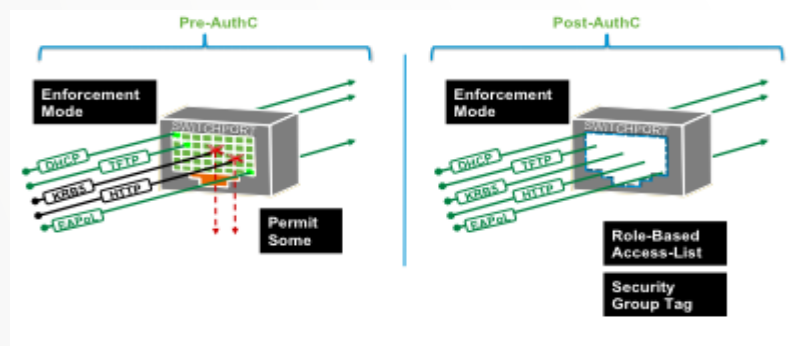 Pre-AuthC
Post-AuthC
Enforcement
Mode
SWITCHPORT
DHCP
TFTP
KRB5
HTTP
EAPoL
Permit
Some
Enforcement
Mode
SWITCHPORT
DHCP
TFTP
KRB5
HTTP
EAPoL
Role-Based
Access-List
Security
Group Tag